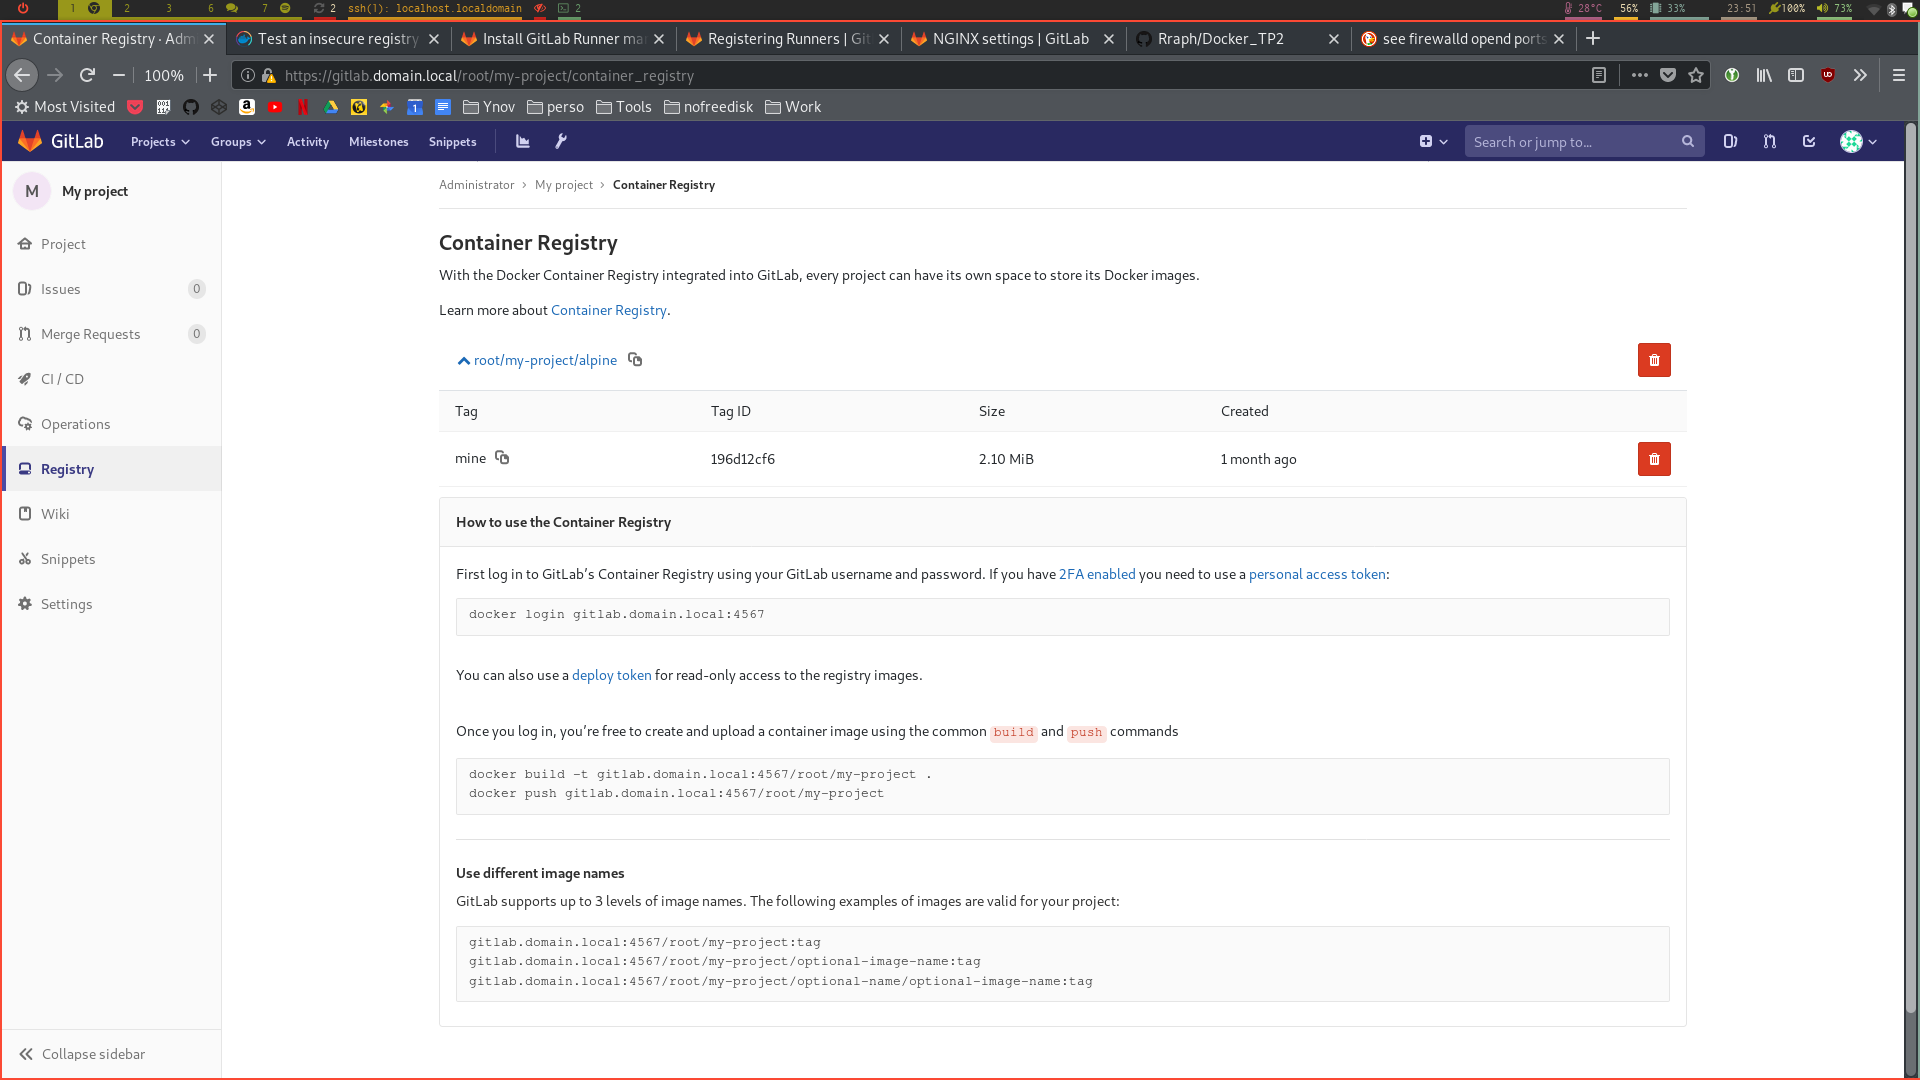 1
2
3
6
7
2
ssh(1): localhost.localdomain
2
28°C
56%
33%
23:51
100%
73%
Container Registry · Adm
Test an insecure registry
Install GitLab Runner ma
Registering Runners | Git
NGINX settings | GitLab
Rraph/Docker_TP2
see firewalld opend ports
100%
https://gitlab.domain.local/root/my-project/container_registry
Most Visited
Ynov
perso
Tools
nofreedisk
Work
GitLab
Projects
Groups
Activity
Milestones
Snippets
Search or jump to...
M
My project
Project
Issues 0
Merge Requests 0
CI / CD
Operations
Registry
Wiki
Snippets
Settings
Collapse sidebar
Administrator › My project › Container Registry
Container Registry
With the Docker Container Registry integrated into GitLab, every project can have its own space to store its Docker images.
Learn more about Container Registry.
root/my-project/alpine
Tag Tag ID Size Created
mine 196d12cf6 2.10 MiB 1 month ago
How to use the Container Registry
First log in to GitLab’s Container Registry using your GitLab username and password. If you have 2FA enabled you need to use a personal access token:
docker login gitlab.domain.local:4567
You can also use a deploy token for read-only access to the registry images.
Once you log in, you’re free to create and upload a container image using the common build and push commands
docker build -t gitlab.domain.local:4567/root/my-project .
docker push gitlab.domain.local:4567/root/my-project
Use different image names
GitLab supports up to 3 levels of image names. The following examples of images are valid for your project:
gitlab.domain.local:4567/root/my-project:tag
gitlab.domain.local:4567/root/my-project/optional-image-name:tag
gitlab.domain.local:4567/root/my-project/optional-name/optional-image-name:tag